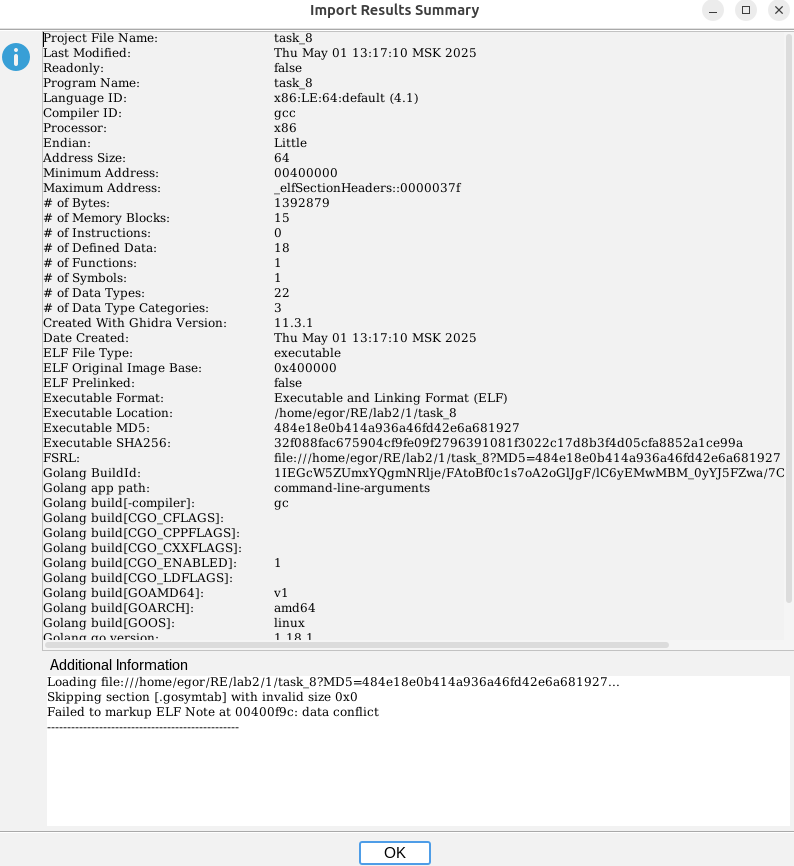 Import Results Summary
Project File Name: task_8
Last Modified: Thu May 01 13:17:10 MSK 2025
Readonly: false
Program Name: task_8
Language ID: x86:LE:64:default (4.1)
Compiler ID: gcc
Processor: x86
Endian: Little
Address Size: 64
Minimum Address: 00400000
Maximum Address: _elfSectionHeaders::0000037f
# of Bytes: 1392879
# of Memory Blocks: 15
# of Instructions: 0
# of Defined Data: 18
# of Functions: 1
# of Symbols: 1
# of Data Types: 22
# of Data Type Categories: 3
Created With Ghidra Version: 11.3.1
Date Created: Thu May 01 13:17:10 MSK 2025
ELF File Type: executable
ELF Original Image Base: 0x400000
ELF Prelinked: false
Executable Format: Executable and Linking Format (ELF)
Executable Location: /home/egor/RE/lab2/1/task_8
Executable MD5: 484e18e0b414a936a46fd42e6a681927
Executable SHA256: 32f088fac675904cf9fe09f2796391081f3022c17d8b3f4d05cfa8852a1ce99a
FSRL: file:///home/egor/RE/lab2/1/task_8?MD5=484e18e0b414a936a46fd42e6a681927
Golang BuildId: 1IEGcW5ZUmxYQgmNRlje/FAtoBf0c1s7oA2oGlJgF/lC6yEMwMBM_0yYJ5FZwa/7C
Golang app path: command-line-arguments
Golang build[-compiler]: gc
Golang build[CGO_CFLAGS]:
Golang build[CGO_CPPFLAGS]:
Golang build[CGO_CXXFLAGS]:
Golang build[CGO_ENABLED]: 1
Golang build[CGO_LDFLAGS]:
Golang build[GOAMD64]: v1
Golang build[GOARCH]: amd64
Golang build[GOOS]: linux
Golang go version: 1.18.1
Additional Information
Loading file:///home/egor/RE/lab2/1/task_8?MD5=484e18e0b414a936a46fd42e6a681927...
Skipping section [.gosymtab] with invalid size 0x0
Failed to markup ELF Note at 00400f9c: data conflict
------------------------------------------------
OK